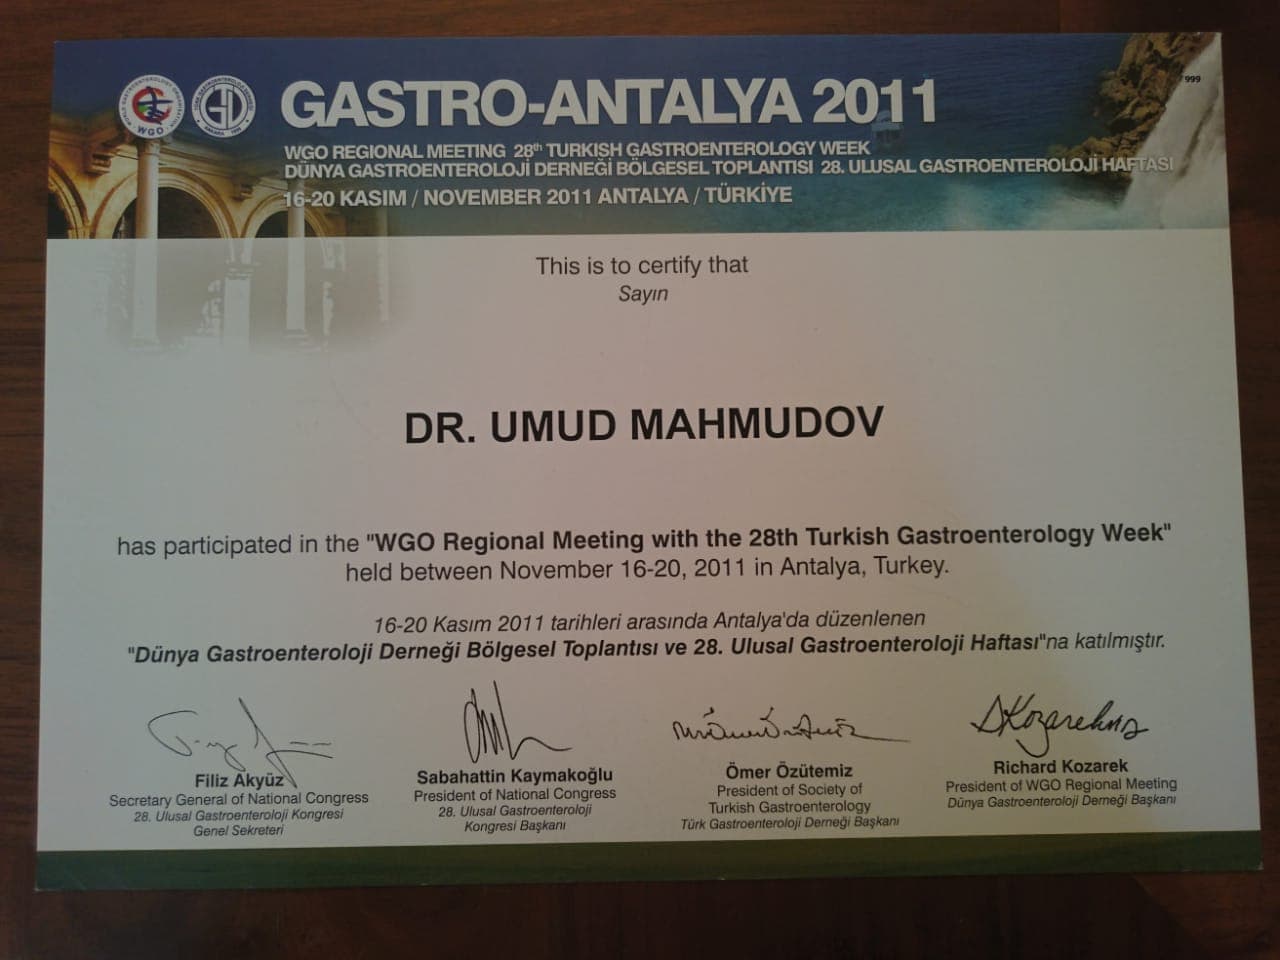 999
GASTRO-ANTALYA 2011
WGO REGIONAL MEETING 28th TURKISH GASTROENTEROLOGY WEEK
DÜNYA GASTROENTEROLOJİ DERNEĞİ BÖLGESEL TOPLANTISI 28. ULUSAL GASTROENTEROLOJİ HAFTASI
16-20 KASIM / NOVEMBER 2011 ANTALYA / TÜRKİYE
WGO
This is to certify that
Sayın
DR. UMUD MAHMUDOV
has participated in the "WGO Regional Meeting with the 28th Turkish Gastroenterology Week"
held between November 16-20, 2011 in Antalya, Turkey.
16-20 Kasım 2011 tarihleri arasında Antalya'da düzenlenen
"Dünya Gastroenteroloji Derneği Bölgesel Toplantısı ve 28. Ulusal Gastroenteroloji Haftası"na katılmıştır.
Filiz Akyüz
Secretary General of National Congress
28. Ulusal Gastroenteroloji Kongresi
Genel Sekreteri
Sabahattin Kaymakoğlu
President of National Congress
28. Ulusal Gastroenteroloji
Kongresi Başkanı
Ömer Özütemiz
President of Society of
Turkish Gastroenterology
Türk Gastroenteroloji Derneği Başkanı
Richard Kozarek
President of WGO Regional Meeting
Dünya Gastroenteroloji Derneği Başkanı